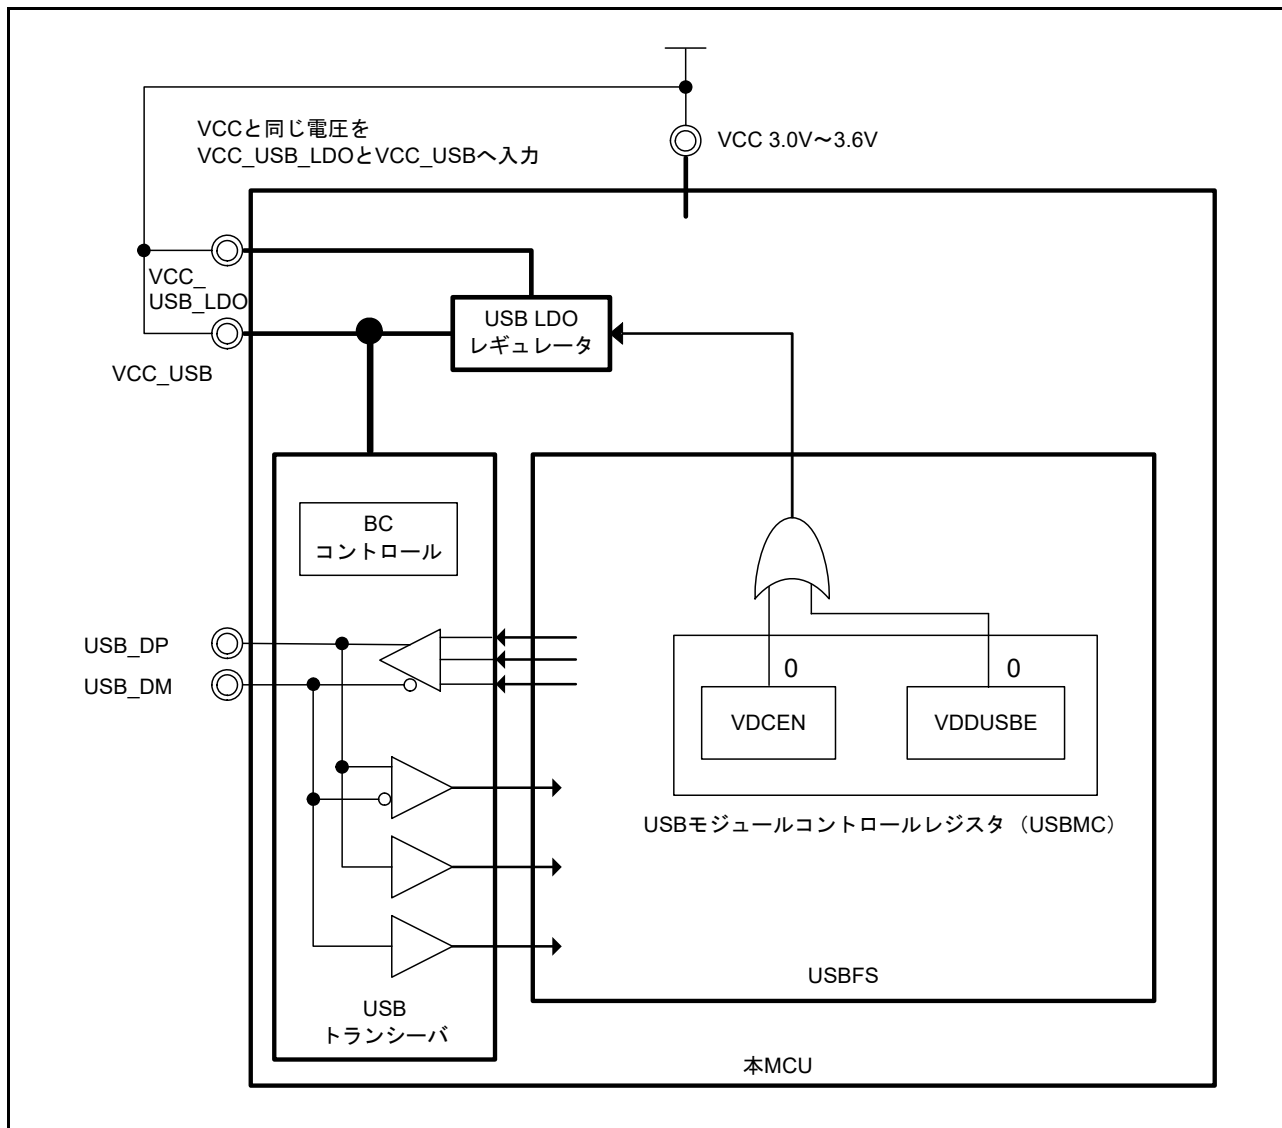 VCCと同じ電圧を
VCC_USB_LDOとVCC_USBへ入力
VCC 3.0V～3.6V
VCC_
USB_LDO
USB LDO
レギュレータ
VCC_USB
BC
コントロール
USB_DP
USB_DM
0
0
VDCEN
VDDUSBE
USBモジュールコントロールレジスタ（USBMC）
USBFS
USB
トランシーバ
本MCU